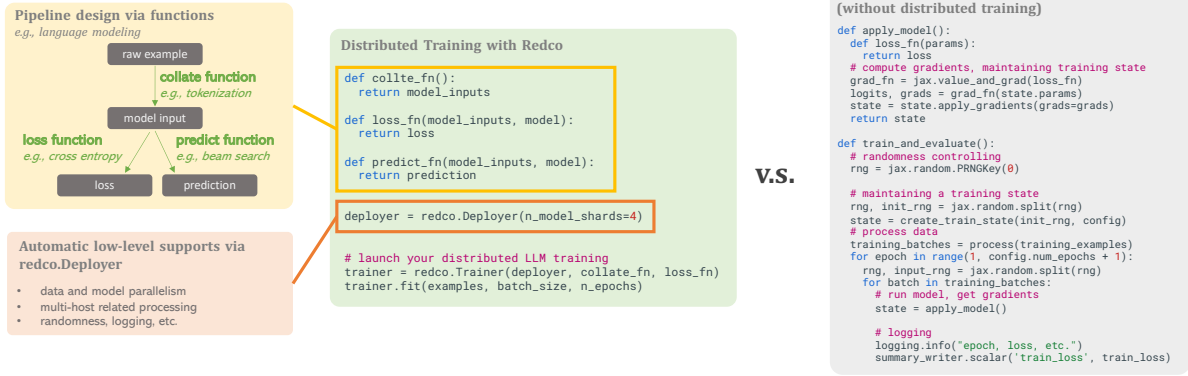 Pipeline design via functions
e.g., language modeling
raw example
collate function
e.g., tokenization
model input
loss function
e.g., cross entropy
predict function
e.g., beam search
loss
prediction
Automatic low-level supports via
redco.Deployer
• data and model parallelism
• multi-host related processing
• randomness, logging, etc.
Distributed Training with Redco
def collte_fn():
return model_inputs
def loss_fn(model_inputs, model):
return loss
def predict_fn(model_inputs, model):
return prediction
deployer = redco.Deployer(n_model_shards=4)
# launch your distributed LLM training
trainer = redco.Trainer(deployer, collate_fn, loss_fn)
trainer.fit(examples, batch_size, n_epochs)
v.s.
(without distributed training)
def apply_model():
def loss_fn(params):
return loss
# compute gradients, maintaining training state
grad_fn = jax.value_and_grad(loss_fn)
logits, grads = grad_fn(state.params)
state = state.apply_gradients(grads=grads)
return state
def train_and_evaluate():
# randomness controlling
rng = jax.random.PRNGKey(0)
# maintaining a training state
rng, init_rng = jax.random.split(rng)
state = create_train_state(init_rng, config)
# process data
training_batches = process(training_examples)
for epoch in range(1, config.num_epochs + 1):
rng, input_rng = jax.random.split(rng)
for batch in training_batches:
# run model, get gradients
state = apply_model()
# logging
logging.info("epoch, loss, etc.")
summary_writer.scalar('train_loss', train_loss)